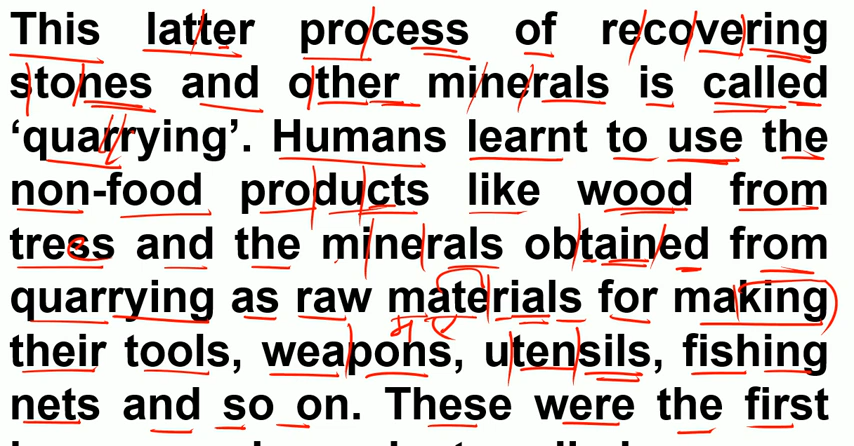 This latter process of recovering
stones and other minerals is called
‘quarrying’. Humans learnt to use the
non-food products like wood from
tress and the minerals obtained from
quarrying as raw materials for making
their tools, weapons, utensils, fishing
nets and so on. These were the first